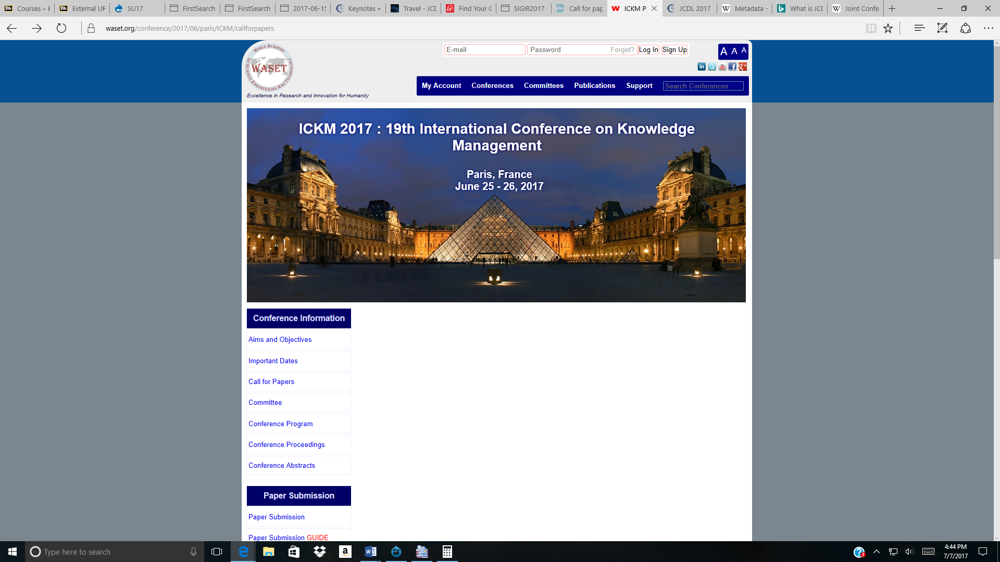 Courses – E
External UR
SU17
FirstSearch
FirstSearch
2017-06-15
Keynotes «
Travel - JCD
Find Your G
SIGIR2017
Call for pap
ICKM P
JCDL 2017
Metadata -
What is JCD
Joint Confe
waset.org/conference/2017/06/paris/ICKM/callforpapers
WORLD ACADEMY
OF SCIENCE, ENGINEERING AND TECHNOLOGY
WASET
Excellence in Research and Innovation for Humanity
E-mail
Password
Forget?
Log In
Sign Up
A A A
My Account
Conferences
Committees
Publications
Support
Search Conferences
ICKM 2017 : 19th International Conference on Knowledge
Management
Paris, France
June 25 - 26, 2017
Conference Information
Aims and Objectives
Important Dates
Call for Papers
Committee
Conference Program
Conference Proceedings
Conference Abstracts
Paper Submission
Paper Submission
Paper Submission GUIDE
Type here to search
4:44 PM
7/7/2017